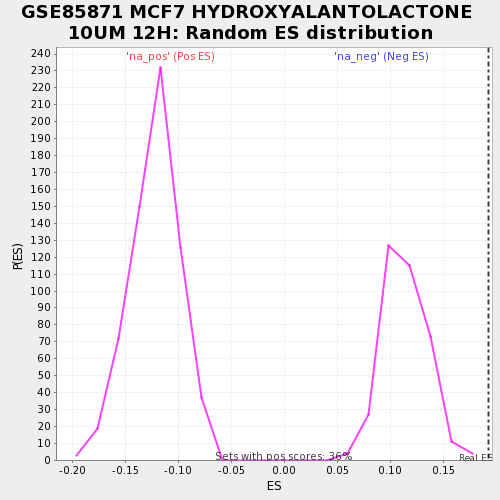 GSE85871 MCF7 HYDROXYALANTOLACTONE
10UM 12H: Random ES distribution
'na_pos' (Pos ES)
'na_neg' (Neg ES)
240
230
220
210
200
190
180
170
160
150
140
130
120
110
100
90
80
70
60
50
40
30
20
10
0
P(ES)
Sets with pos scores: 36%
Real ES
-0.20 -0.15 -0.10 -0.05 0.00 0.05 0.10 0.15
ES